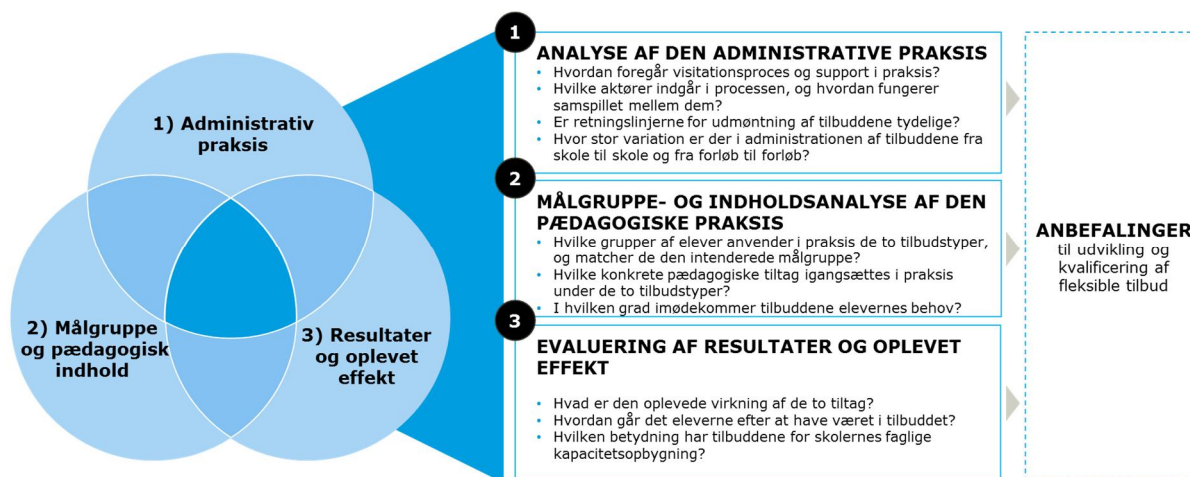 1) Administrativ
praksis
2) Målgruppe
og pædagogisk
indhold
3) Resultater
og oplevet
effekt
1
ANALYSE AF DEN ADMINISTRATIVE PRAKSIS
• Hvordan foregår visitationsproces og support i praksis?
• Hvilke aktører indgår i processen, og hvordan fungerer
samspillet mellem dem?
• Er retningslinjerne for udmøntning af tilbuddene tydelige?
• Hvor stor variation er der i administrationen af tilbuddene fra
skole til skole og fra forløb til forløb?
2
MÅLGRUPPE- OG INDHOLDSANALYSE AF DEN
PÆDAGOGISKE PRAKSIS
• Hvilke grupper af elever anvender i praksis de to tilbudstyper,
og matcher de den intenderede målgruppe?
• Hvilke konkrete pædagogiske tiltag igangsættes i praksis
under de to tilbudstyper?
• I hvilken grad imødekommer tilbuddene elevernes behov?
3
EVALUERING AF RESULTATER OG OPLEVET
EFFEKT
• Hvad er den oplevede virkning af de to tiltag?
• Hvordan går det eleverne efter at have været i tilbuddet?
• Hvilken betydning har tilbuddene for skolernes faglige
kapacitetsopbygning?
ANBEFALINGER
til udvikling og
kvalificering af
fleksible tilbud